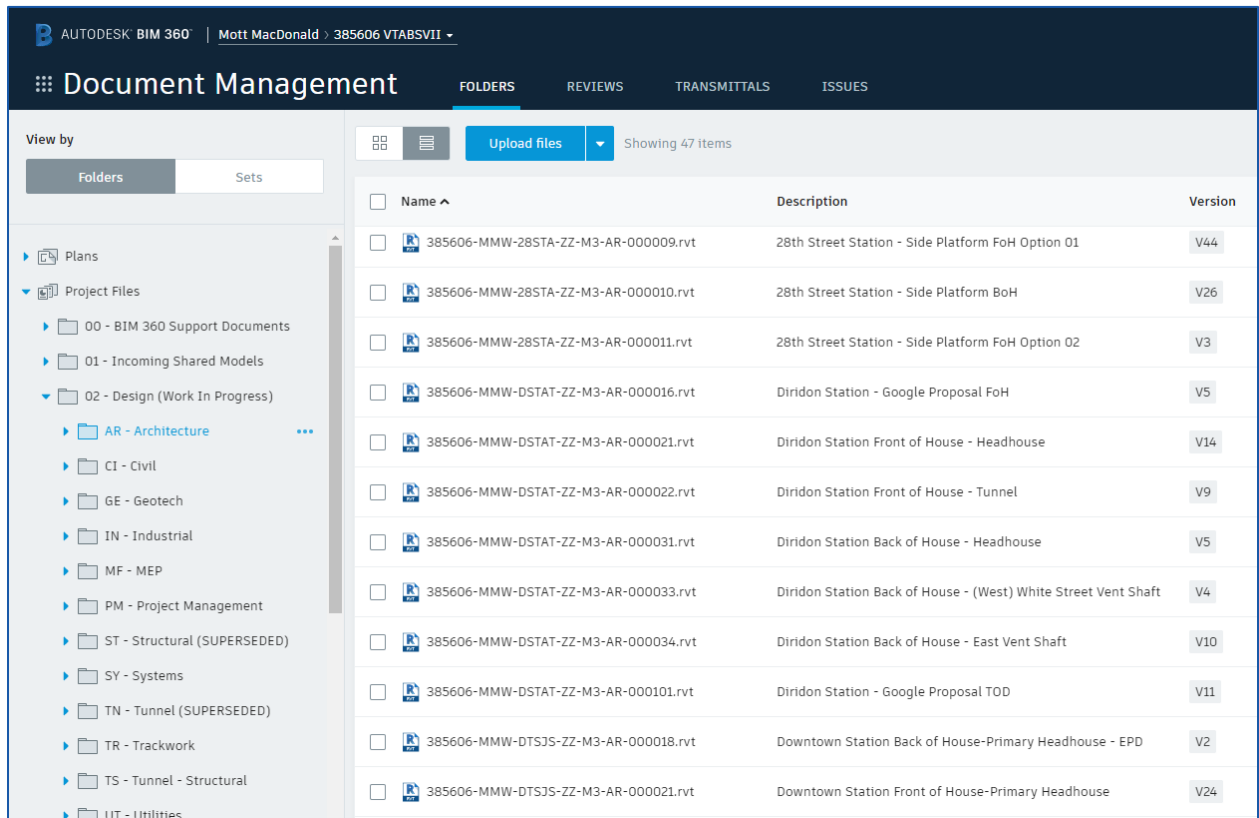 AUTODESK® BIM 360™ | Mott MacDonald > 385606 VTABSVII
Document Management
FOLDERS REVIEWS TRANSMITTALS ISSUES
View by
Folders Sets
Plans
Project Files
00 - BIM 360 Support Documents
01 - Incoming Shared Models
02 - Design (Work In Progress)
AR - Architecture
CI - Civil
GE - Geotech
IN - Industrial
MF - MEP
PM - Project Management
ST - Structural (SUPERSEDED)
SY - Systems
TN - Tunnel (SUPERSEDED)
TR - Trackwork
TS - Tunnel - Structural
UT - Utilities
Upload files Showing 47 items
Name Description Version
385606-MMW-28STA-ZZ-M3-AR-000009.rvt 28th Street Station - Side Platform FoH Option 01 V44
385606-MMW-28STA-ZZ-M3-AR-000010.rvt 28th Street Station - Side Platform BoH V26
385606-MMW-28STA-ZZ-M3-AR-000011.rvt 28th Street Station - Side Platform FoH Option 02 V3
385606-MMW-DSTAT-ZZ-M3-AR-000016.rvt Diridon Station - Google Proposal FoH V5
385606-MMW-DSTAT-ZZ-M3-AR-000021.rvt Diridon Station Front of House - Headhouse V14
385606-MMW-DSTAT-ZZ-M3-AR-000022.rvt Diridon Station Front of House - Tunnel V9
385606-MMW-DSTAT-ZZ-M3-AR-000031.rvt Diridon Station Back of House - Headhouse V5
385606-MMW-DSTAT-ZZ-M3-AR-000033.rvt Diridon Station Back of House - (West) White Street Vent Shaft V4
385606-MMW-DSTAT-ZZ-M3-AR-000034.rvt Diridon Station Back of House - East Vent Shaft V10
385606-MMW-DSTAT-ZZ-M3-AR-000101.rvt Diridon Station - Google Proposal TOD V11
385606-MMW-DTSJS-ZZ-M3-AR-000018.rvt Downtown Station Back of House-Primary Headhouse - EPD V2
385606-MMW-DTSJS-ZZ-M3-AR-000021.rvt Downtown Station Front of House-Primary Headhouse V24